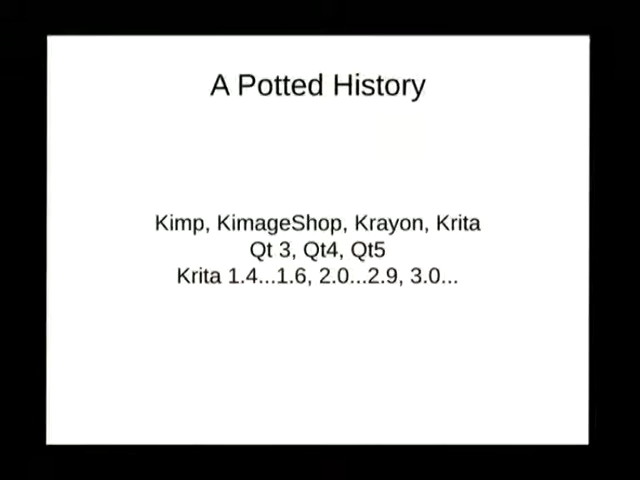 A Potted History
Kimp, KimageShop, Krayon, Krita
Qt 3, Qt4, Qt5
Krita 1.4...1.6, 2.0...2.9, 3.0...